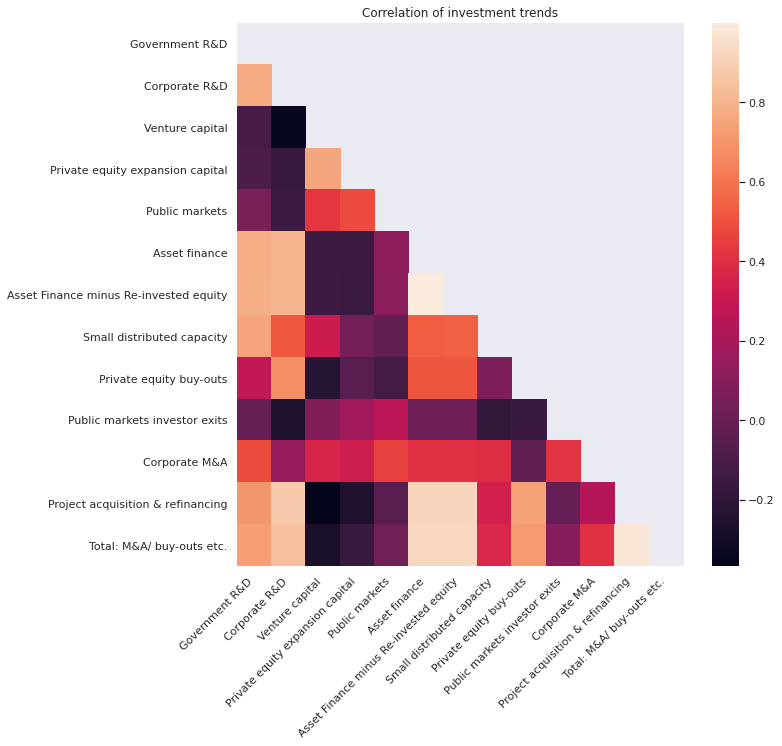 Correlation of investment trends
Government R&D
Corporate R&D
Venture capital
Private equity expansion capital
Public markets
Asset finance
Asset Finance minus Re-invested equity
Small distributed capacity
Private equity buy-outs
Public markets investor exits
Corporate M&A
Project acquisition & refinancing
Total: M&A/ buy-outs etc.
Government R&D
Corporate R&D
Venture capital
Private equity expansion capital
Public markets
Asset finance
Asset Finance minus Re-invested equity
Small distributed capacity
Private equity buy-outs
Public markets investor exits
Corporate M&A
Project acquisition & refinancing
Total: M&A/ buy-outs etc.
0.8
0.6
0.4
0.2
0.0
−0.2